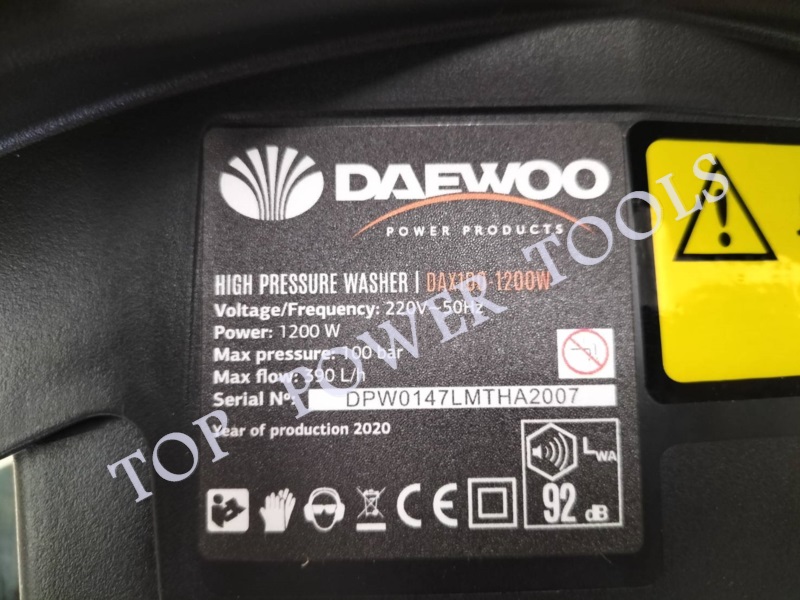 DAEWOO
POWER PRODUCTS
HIGH PRESSURE WASHER | DAX100-1200W
Voltage/Frequency: 220V~50Hz
Power: 1200 W
Max pressure: 100 bar
Max flow: 390 L/h
Serial Nº: DPW0147LMTHA2007
Year of production 2020
LWA
92 dB
CE
TOP POWER TOOLS